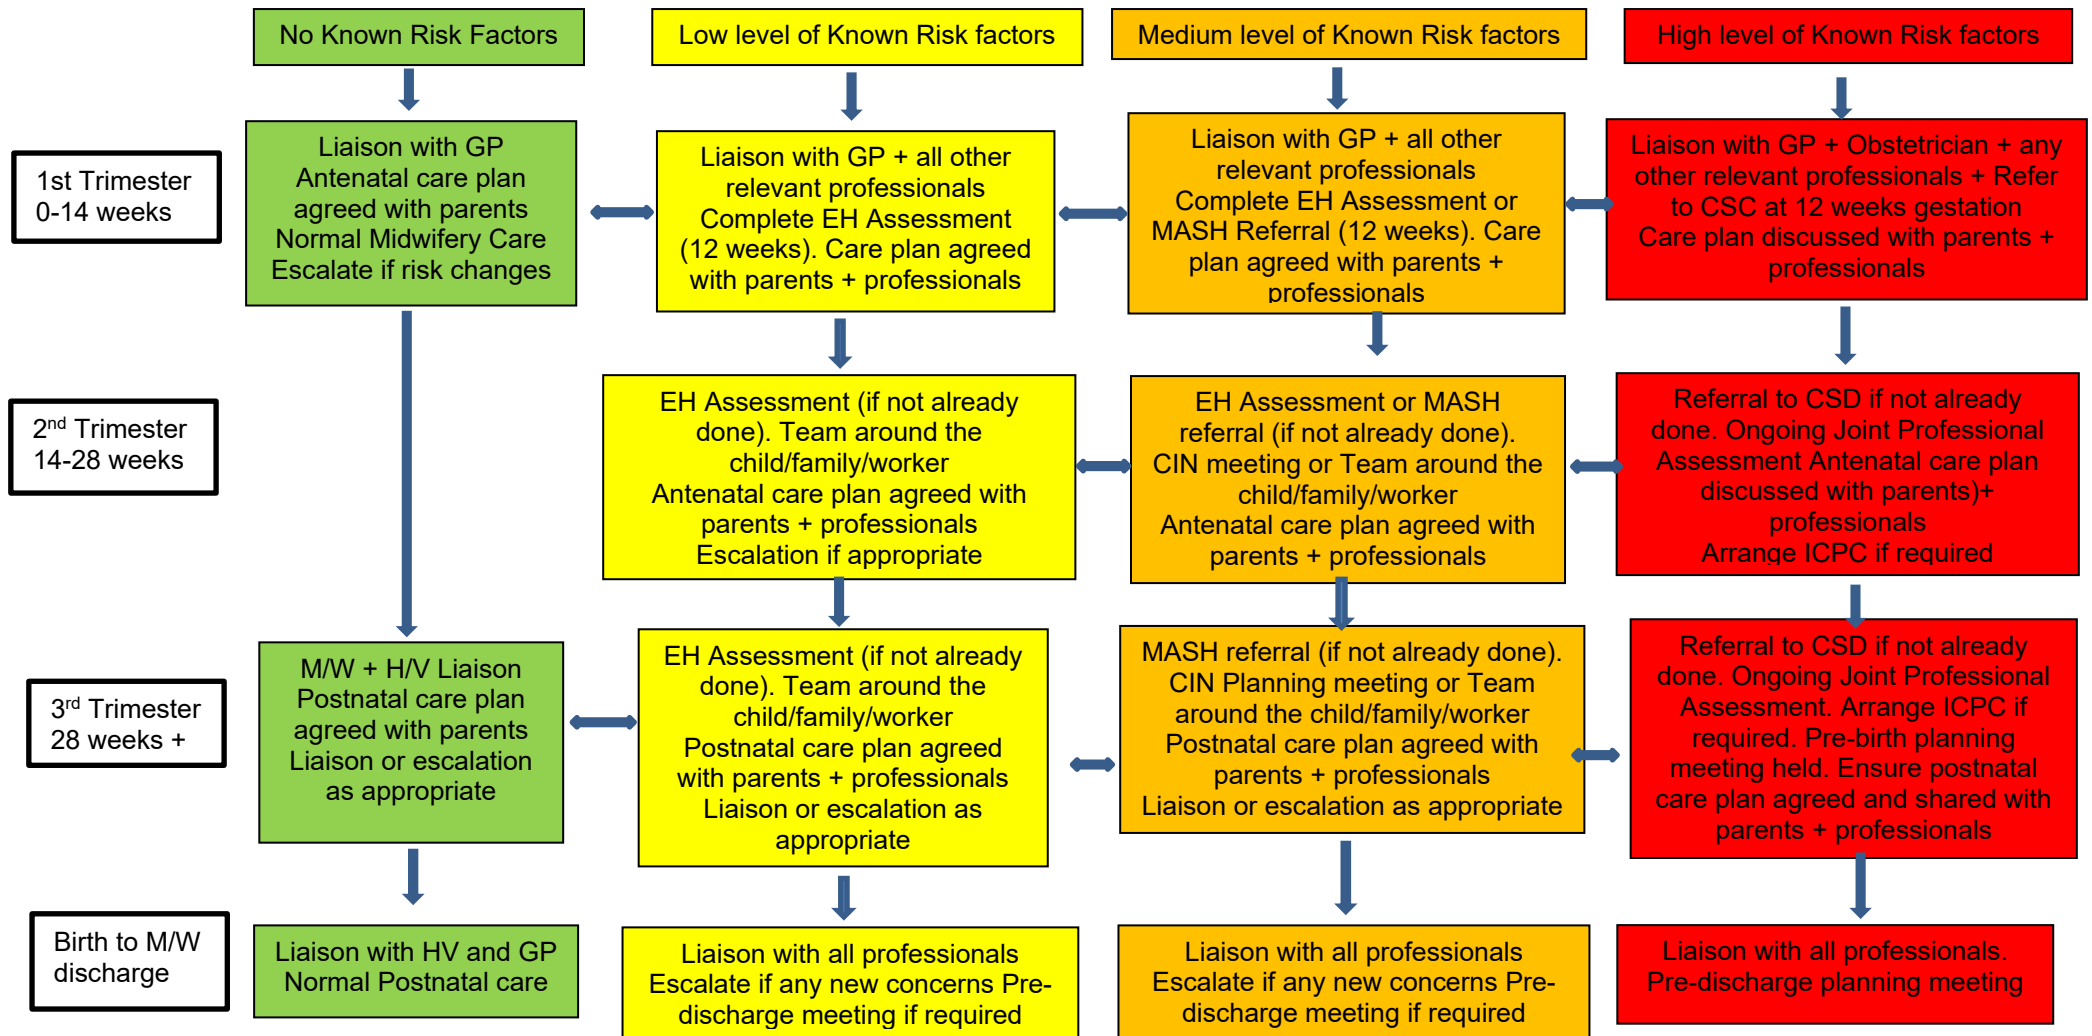 No Known Risk Factors
Low level of Known Risk factors
Medium level of Known Risk factors
High level of Known Risk factors
1st Trimester
0-14 weeks
Liaison with GP
Antenatal care plan
agreed with parents
Normal Midwifery Care
Escalate if risk changes
Liaison with GP + all other
relevant professionals
Complete EH Assessment
(12 weeks). Care plan agreed
with parents + professionals
Liaison with GP + all other
relevant professionals
Complete EH Assessment or
MASH Referral (12 weeks). Care
plan agreed with parents +
professionals
Liaison with GP + Obstetrician + any
other relevant professionals + Refer
to CSC at 12 weeks gestation
Care plan discussed with parents +
professionals
2nd Trimester
14-28 weeks
EH Assessment (if not already
done). Team around the
child/family/worker
Antenatal care plan agreed with
parents + professionals
Escalation if appropriate
EH Assessment or MASH
referral (if not already done).
CIN meeting or Team around the
child/family/worker
Antenatal care plan agreed with
parents + professionals
Referral to CSD if not already
done. Ongoing Joint Professional
Assessment Antenatal care plan
discussed with parents)+
professionals
Arrange ICPC if required
3rd Trimester
28 weeks +
M/W + H/V Liaison
Postnatal care plan
agreed with parents
Liaison or escalation
as appropriate
EH Assessment (if not already
done). Team around the
child/family/worker
Postnatal care plan agreed
with parents + professionals
Liaison or escalation as
appropriate
MASH referral (if not already done).
CIN Planning meeting or Team
around the child/family/worker
Postnatal care plan agreed with
parents + professionals
Liaison or escalation as appropriate
Referral to CSD if not already
done. Ongoing Joint Professional
Assessment. Arrange ICPC if
required. Pre-birth planning
meeting held. Ensure postnatal
care plan agreed and shared with
parents + professionals
Birth to M/W
discharge
Liaison with HV and GP
Normal Postnatal care
Liaison with all professionals
Escalate if any new concerns Pre-
discharge meeting if required
Liaison with all professionals
Escalate if any new concerns Pre-
discharge meeting if required
Liaison with all professionals.
Pre-discharge planning meeting